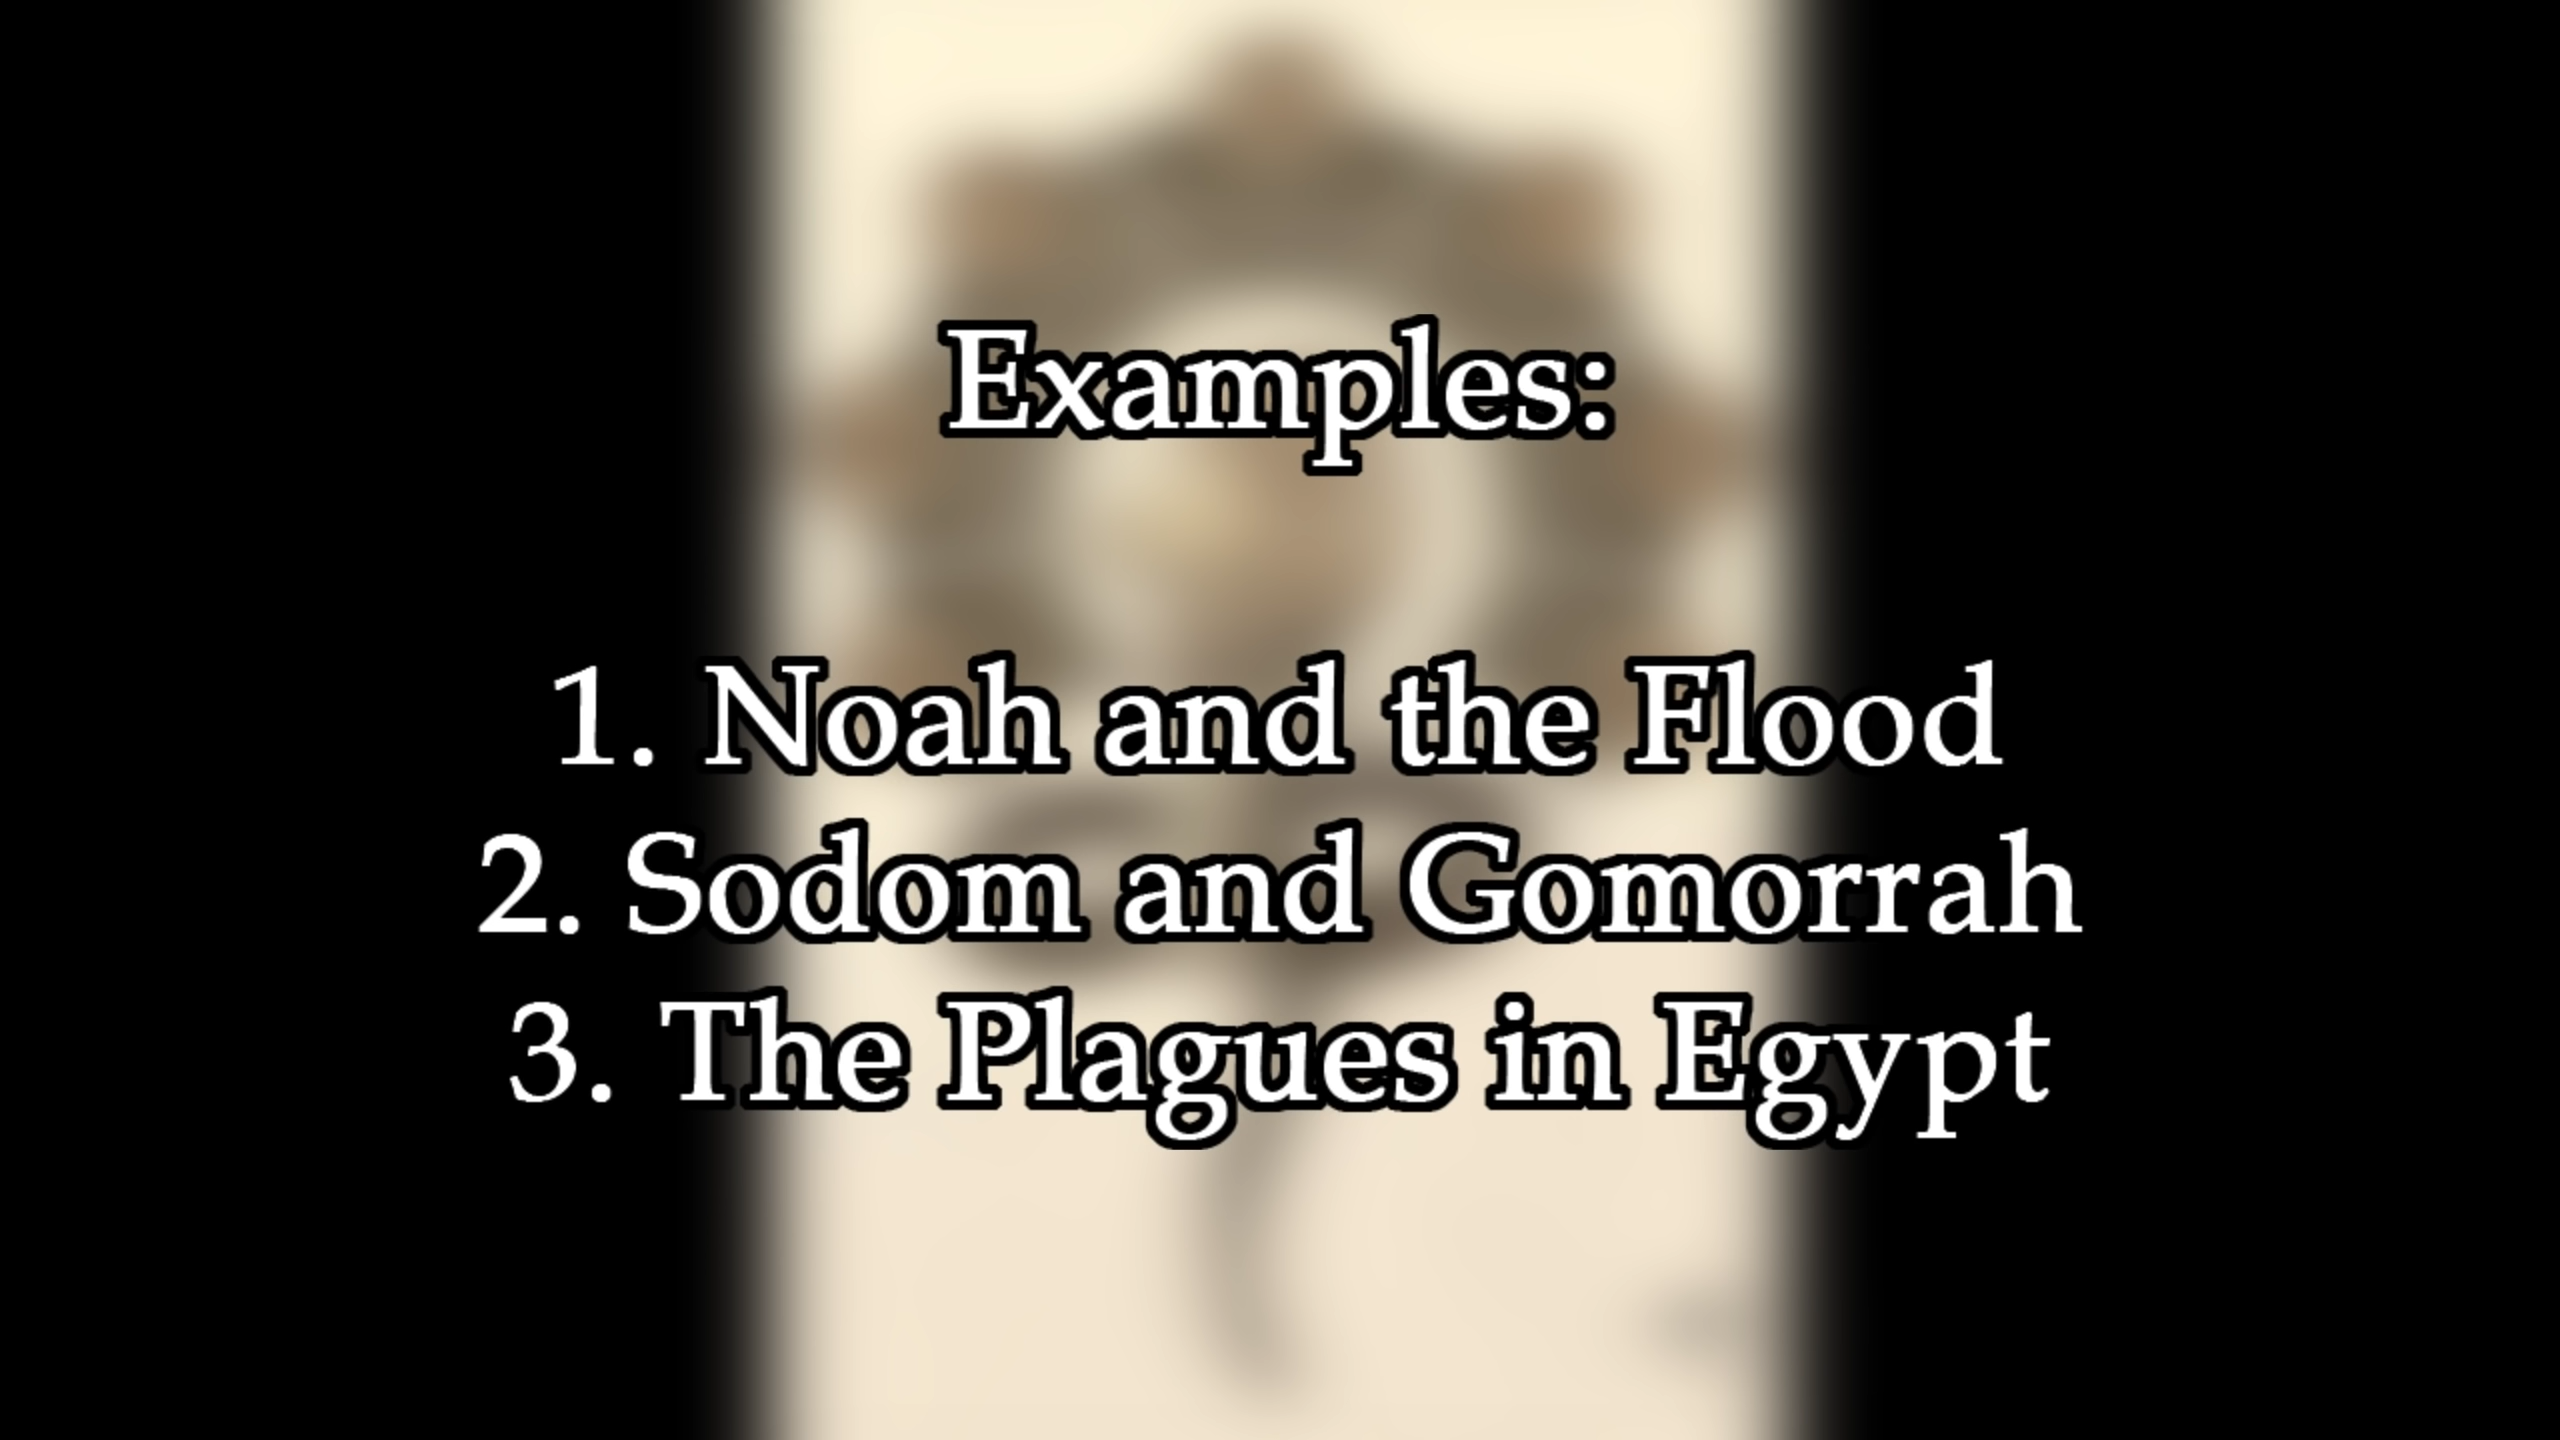 Examples:
1. Noah and the Flood
2. Sodom and Gomorrah
3. The Plagues in Egypt